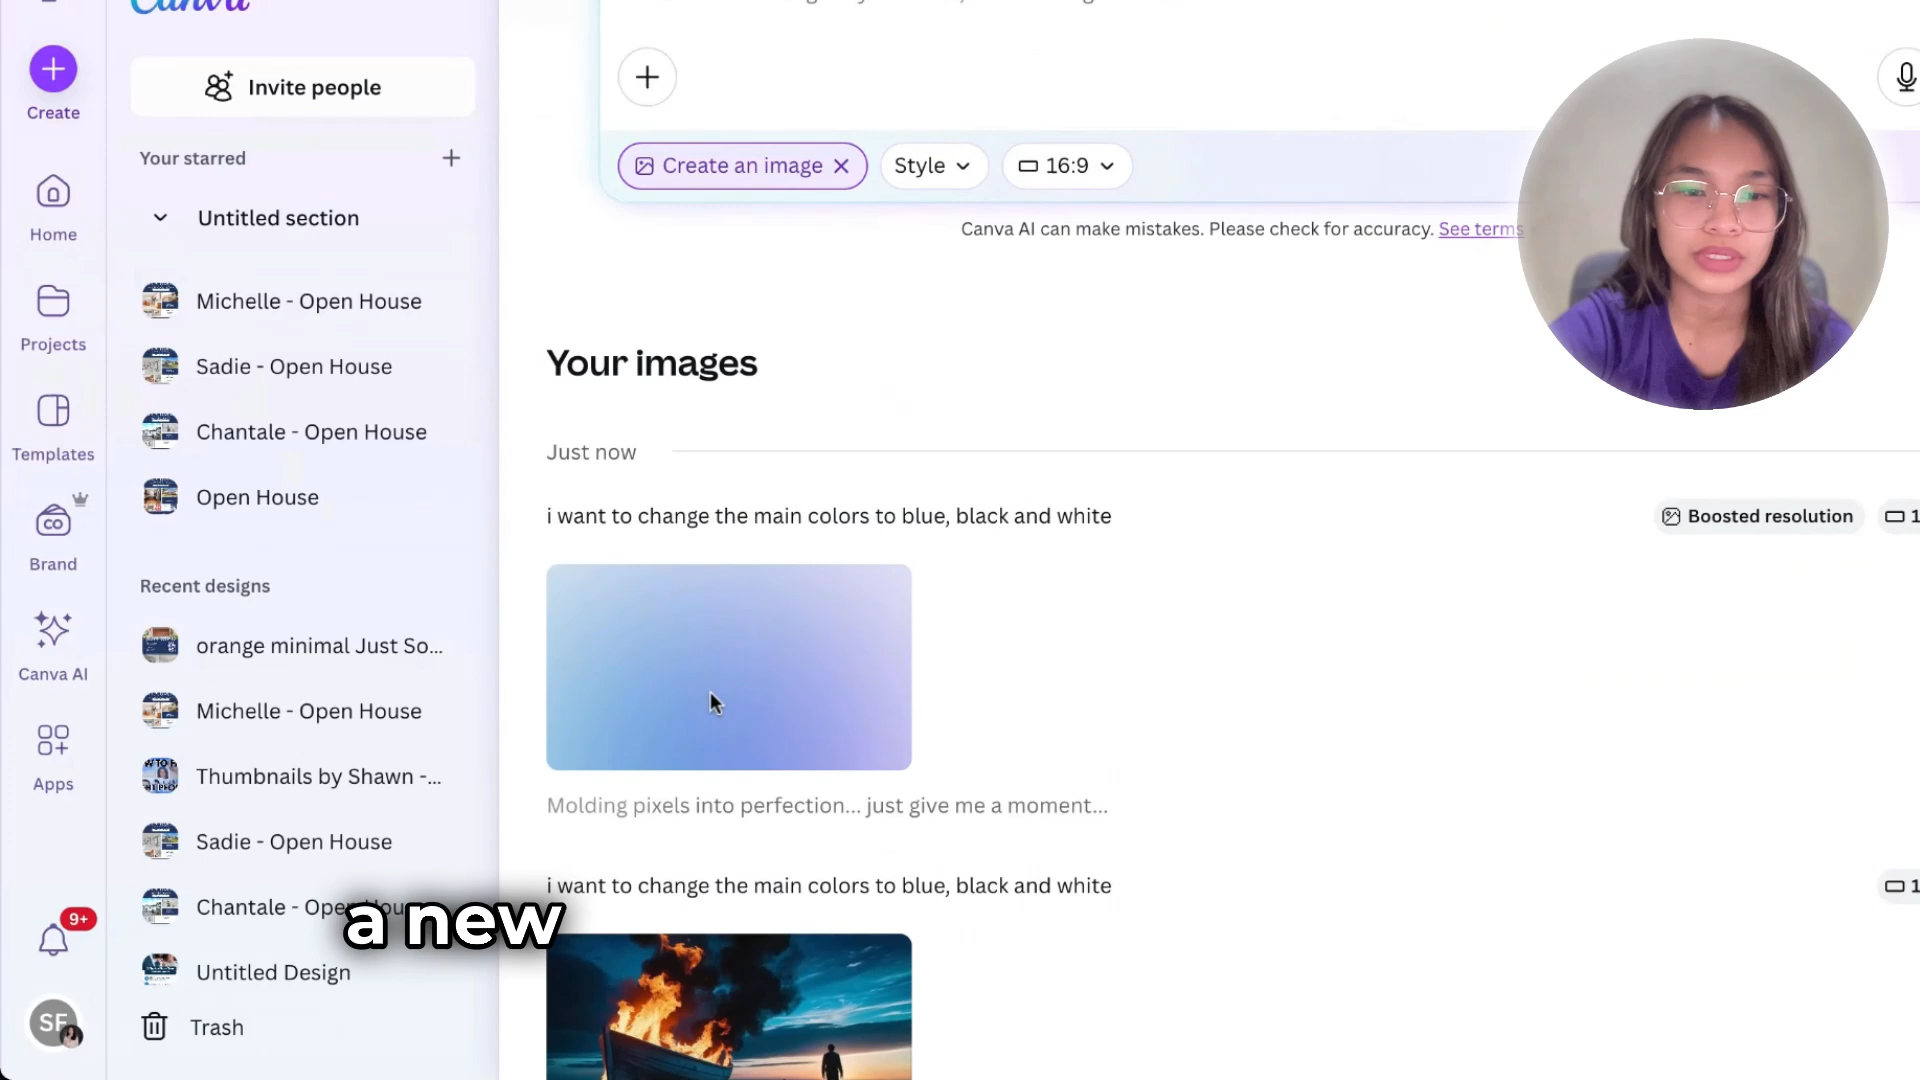 Canva
Create
Invite people
Your starred
Untitled section
Home
Michelle - Open House
Projects
Sadie - Open House
Chantale - Open House
Templates
Open House
Brand
Recent designs
orange minimal Just So...
Canva AI
Michelle - Open House
Apps
Thumbnails by Shawn -...
Sadie - Open House
9+
Untitled Design
SF
Trash
Create an image
Style
16:9
Canva AI can make mistakes. Please check for accuracy. See terms
Your images
Just now
i want to change the main colors to blue, black and white
Boosted resolution
Molding pixels into perfection... just give me a moment...
i want to change the main colors to blue, black and white
a new